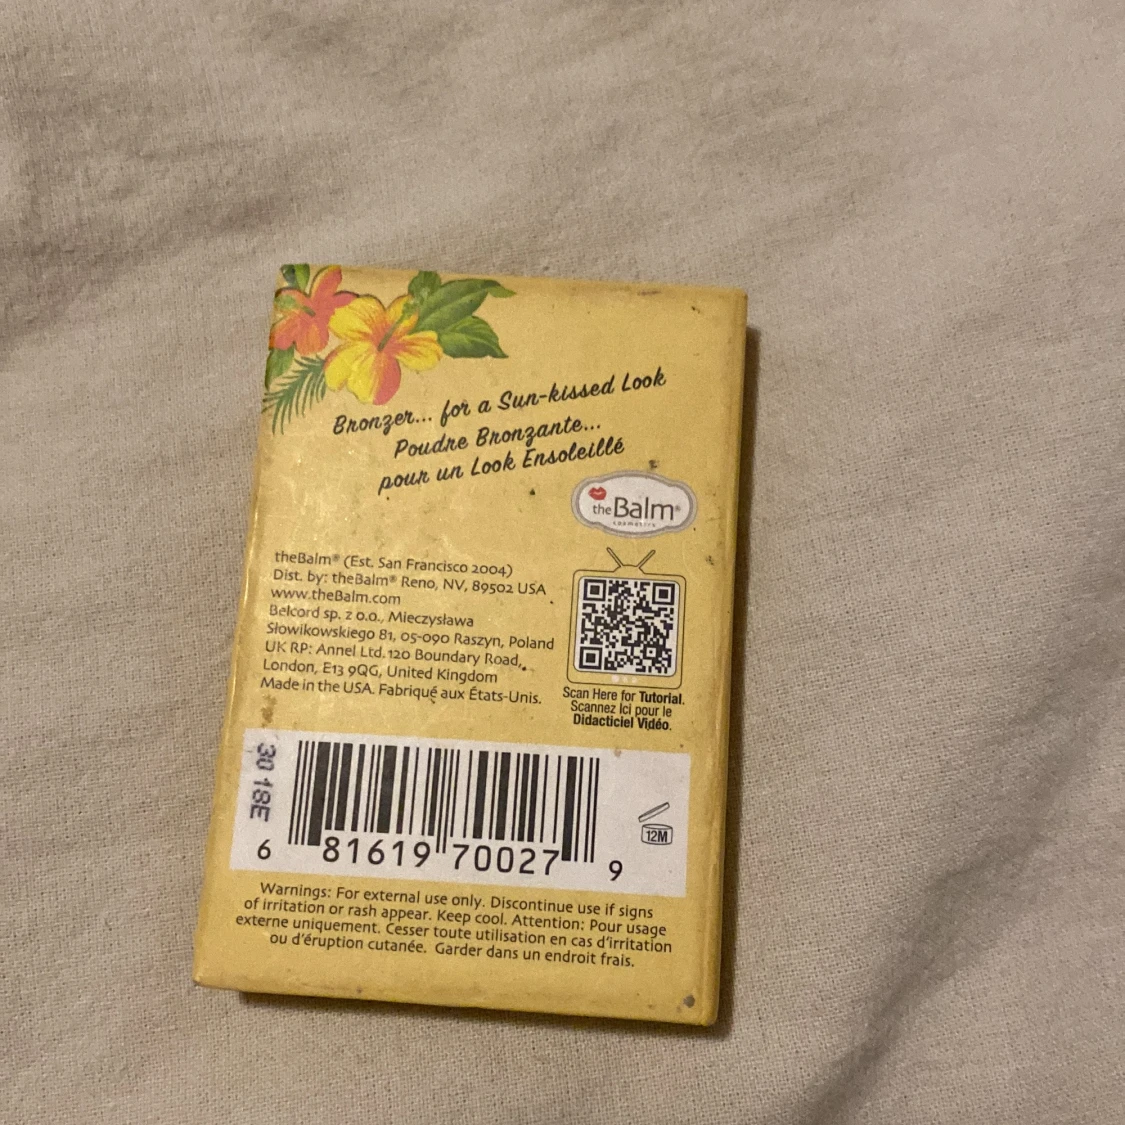 Bronzer... for a Sun-kissed Look
Poudre Bronzante...
pour un Look Ensoleillé
theBalm®
cosmetics
theBalm® (Est. San Francisco 2004)
Dist. by: theBalm® Reno, NV, 89502 USA
www.theBalm.com
Belcord sp. z o.o., Mieczysława
Słowikowskiego 81, 05-090 Raszyn, Poland
UK RP: Annel Ltd. 120 Boundary Road,
London, E13 9QG, United Kingdom
Made in the USA. Fabriqué aux États-Unis.
Scan Here for Tutorial.
Scannez Ici pour le
Didacticiel Vidéo.
3018E
6 81619 70027 9
12M
Warnings: For external use only. Discontinue use if signs
of irritation or rash appear. Keep cool. Attention: Pour usage
externe uniquement. Cesser toute utilisation en cas d'irritation
ou d'éruption cutanée. Garder dans un endroit frais.